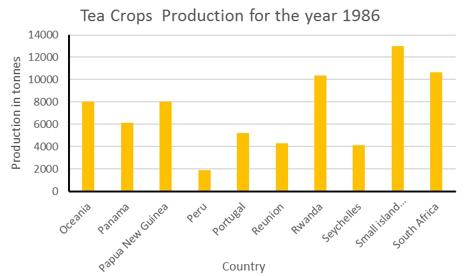 Tea Crops  Production for the year 1986
Production in tonnes
14000
12000
10000
8000
6000
4000
2000
0
Oceania
Panama
Papua New Guinea
Peru
Portugal
Reunion
Rwanda
Seychelles
Small island...
South Africa
Country